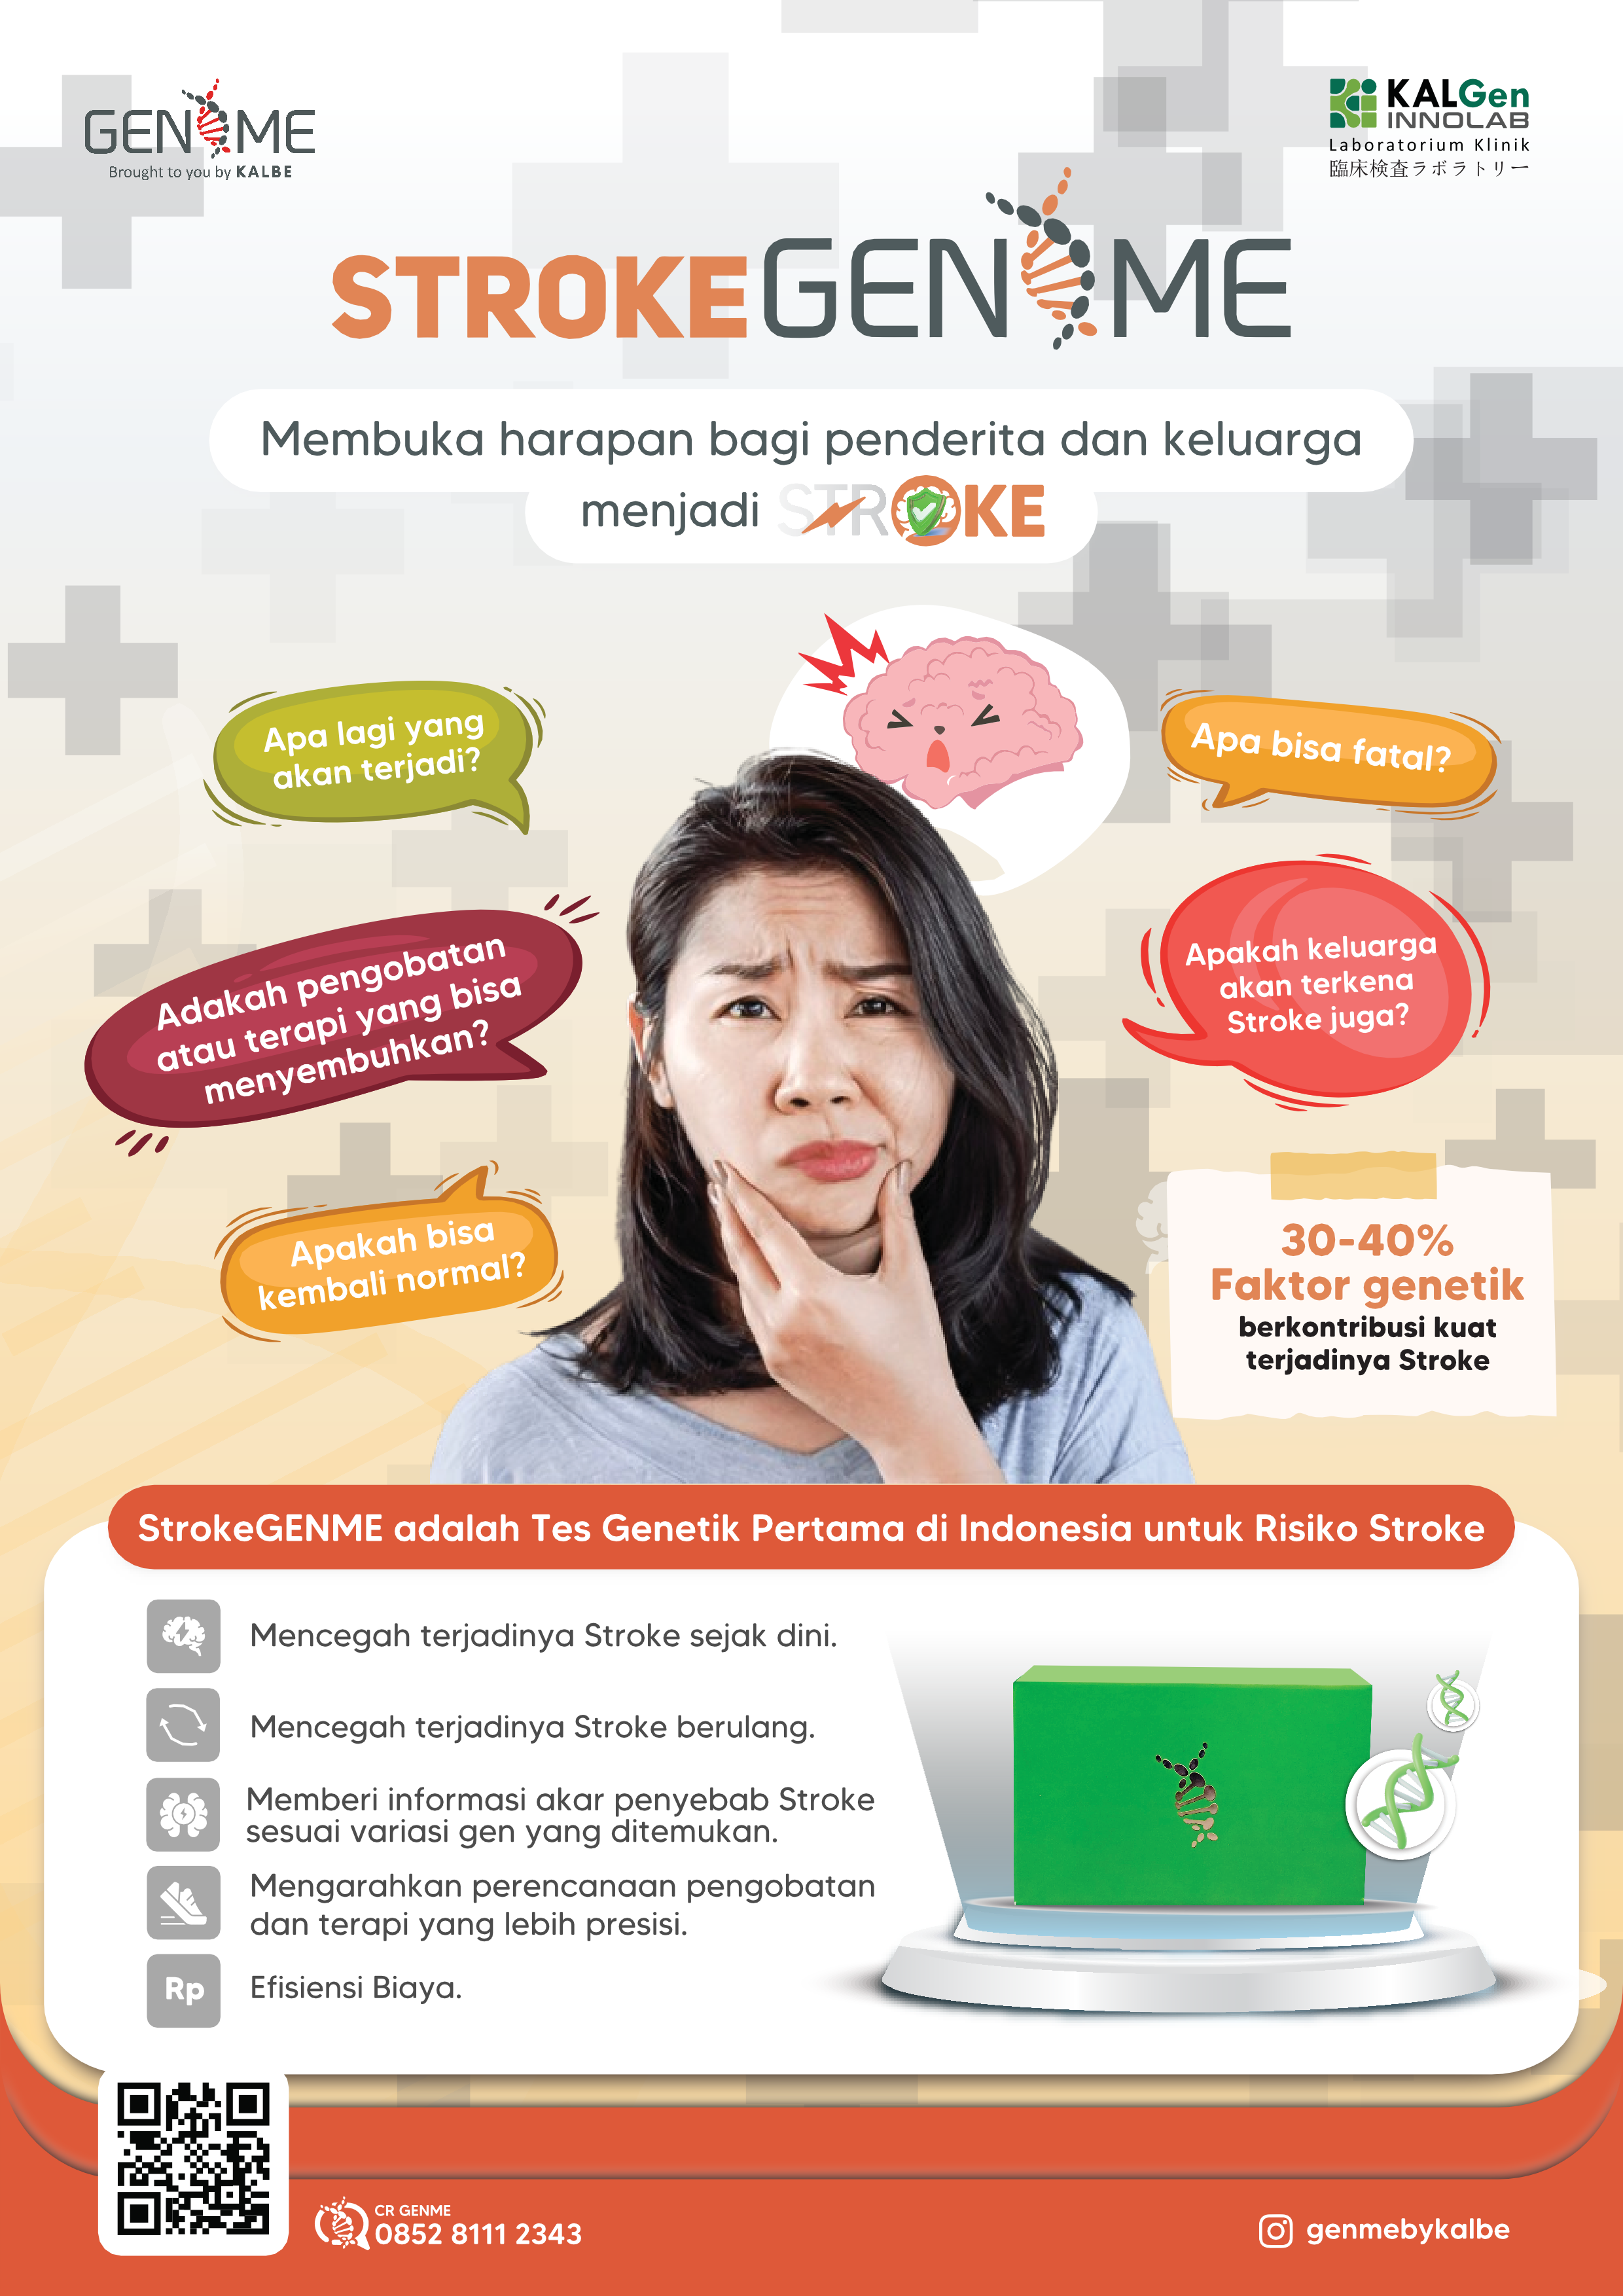 GENME
Brought to you by KALBE
KALGen
INNOLAB
Laboratorium Klinik
臨床検査ラボラトリー
STROKEGENME
Membuka harapan bagi penderita dan keluarga
menjadi STROKE
Apa lagi yang
akan terjadi?
Apa bisa fatal?
Adakah pengobatan
atau terapi yang bisa
menyembuhkan?
Apakah keluarga
akan terkena
Stroke juga?
Apakah bisa
kembali normal?
30-40%
Faktor genetik
berkontribusi kuat
terjadinya Stroke
StrokeGENME adalah Tes Genetik Pertama di Indonesia untuk Risiko Stroke
Mencegah terjadinya Stroke sejak dini.
Mencegah terjadinya Stroke berulang.
Memberi informasi akar penyebab Stroke
sesuai variasi gen yang ditemukan.
Mengarahkan perencanaan pengobatan
dan terapi yang lebih presisi.
Rp Efisiensi Biaya.
CR GENME
0852 8111 2343
genmebykalbe